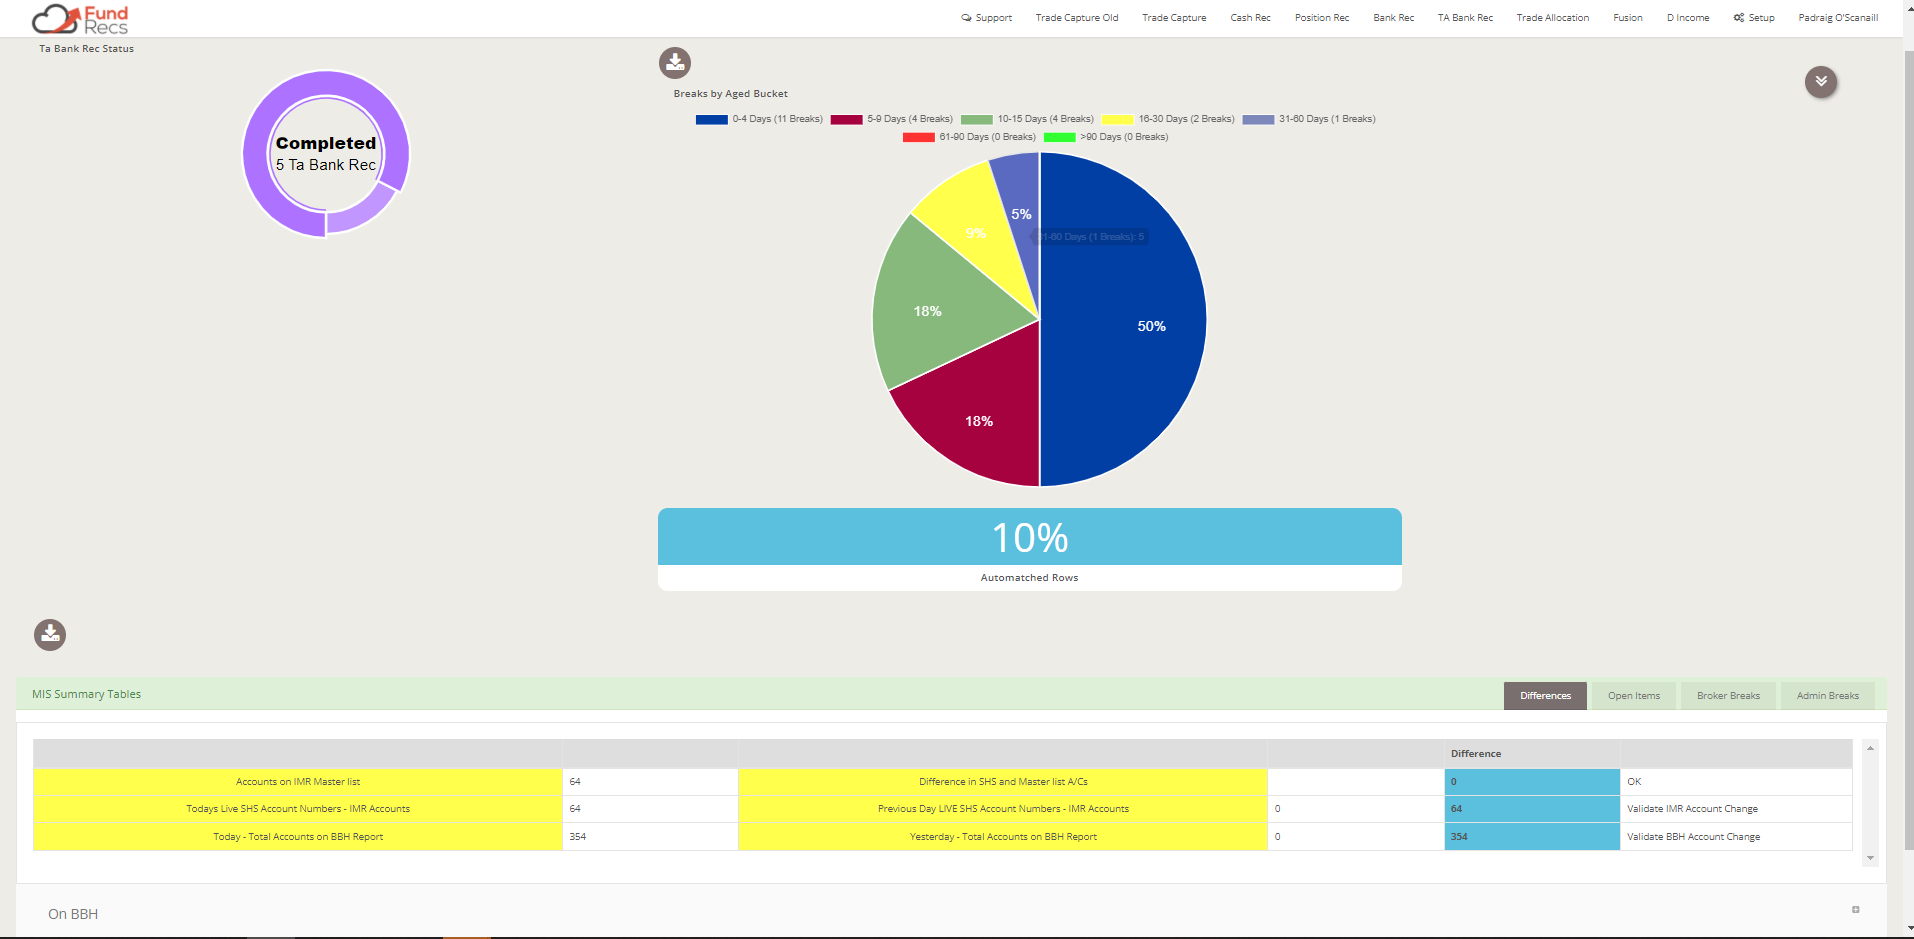 Fund
Recs
Support Trade Capture Old Trade Capture Cash Rec Position Rec Bank Rec TA Bank Rec Trade Allocation Fusion D Income Setup Padraig O'Scanaill
Ta Bank Rec Status
Completed
5 Ta Bank Rec
Breaks by Aged Bucket
0-4 Days (11 Breaks) 5-9 Days (4 Breaks) 10-15 Days (4 Breaks) 16-30 Days (2 Breaks) 31-60 Days (1 Breaks)
61-90 Days (0 Breaks) >90 Days (0 Breaks)
5%
9%
31-60 Days (1 Breaks): 5
18%
50%
18%
10%
Automatched Rows
MIS Summary Tables
Differences Open Items Broker Breaks Admin Breaks
Difference
Accounts on IMR Master list 64 Difference in SHS and Master list A/Cs 0 OK
Todays Live SHS Account Numbers - IMR Accounts 64 Previous Day LIVE SHS Account Numbers - IMR Accounts 0 64 Validate IMR Account Change
Today - Total Accounts on BBH Report 354 Yesterday - Total Accounts on BBH Report 0 354 Validate BBH Account Change
On BBH